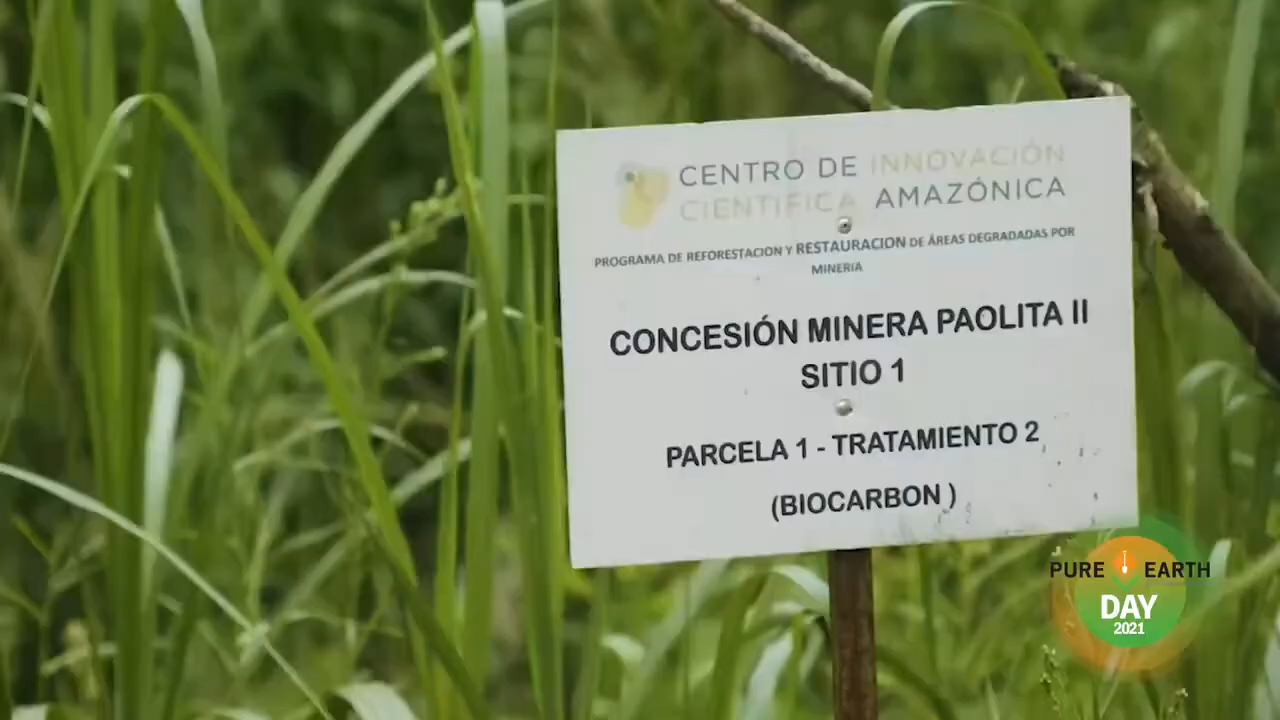 CENTRO DE INNOVACIÓN
CIENTÍFICA AMAZÓNICA
PROGRAMA DE REFORESTACION Y RESTAURACION DE ÁREAS DEGRADADAS POR
MINERIA
CONCESIÓN MINERA PAOLITA II
SITIO 1
PARCELA 1 - TRATAMIENTO 2
(BIOCARBON )
PURE EARTH
DAY
2021